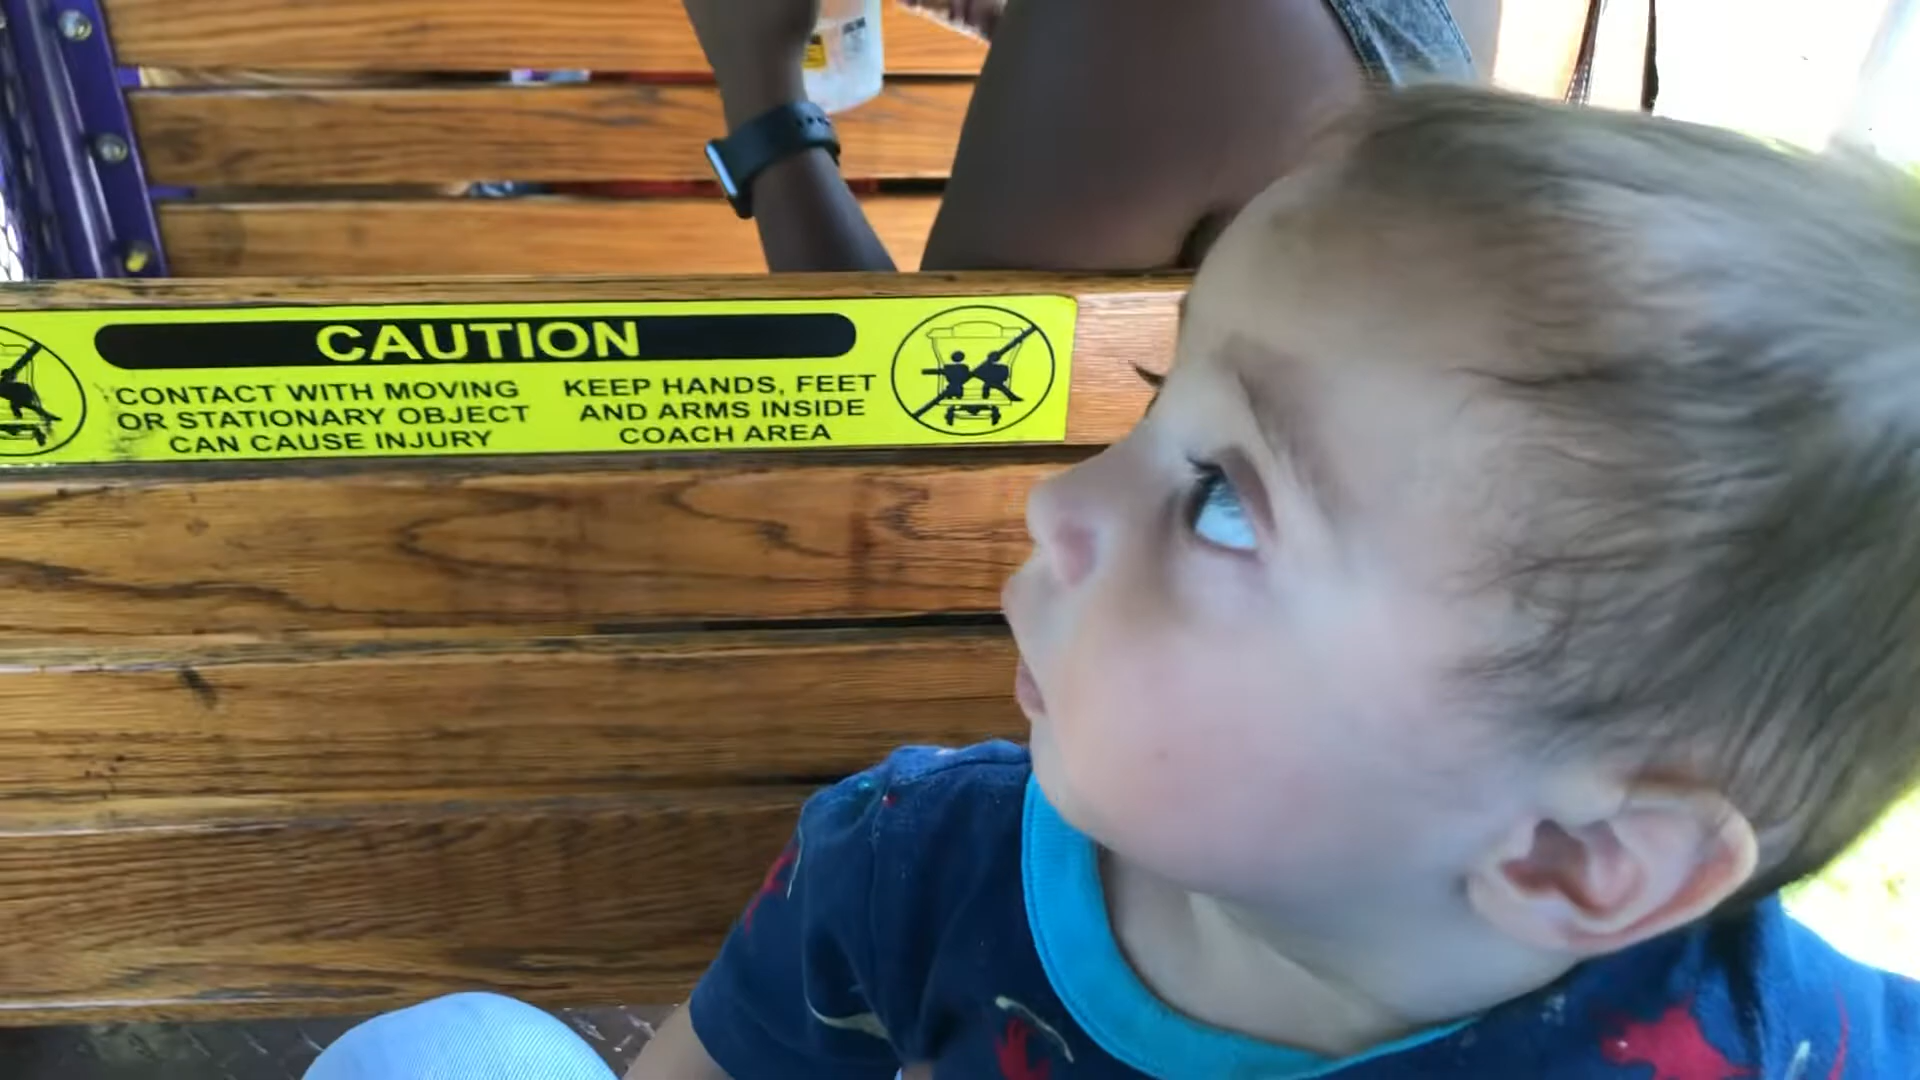 CAUTION
CONTACT WITH MOVING
OR STATIONARY OBJECT
CAN CAUSE INJURY
KEEP HANDS, FEET
AND ARMS INSIDE
COACH AREA